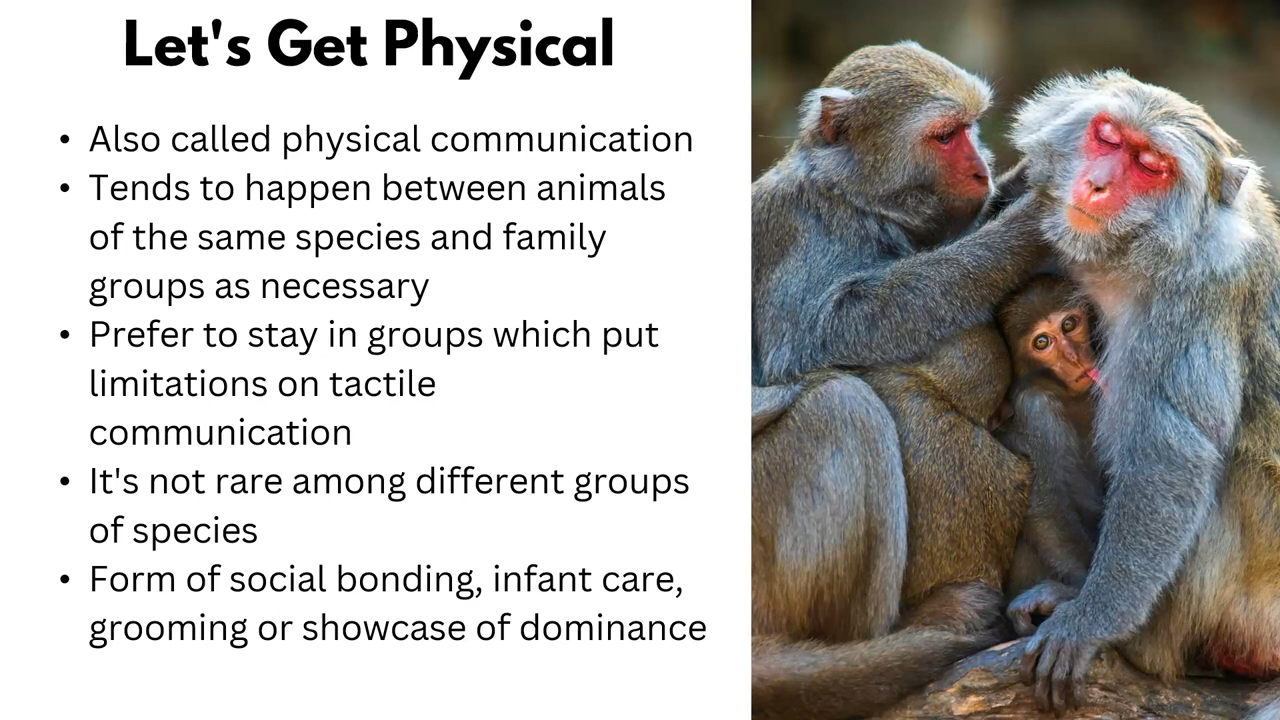 Let's Get Physical
• Also called physical communication
• Tends to happen between animals
of the same species and family
groups as necessary
• Prefer to stay in groups which put
limitations on tactile
communication
• It's not rare among different groups
of species
• Form of social bonding, infant care,
grooming or showcase of dominance